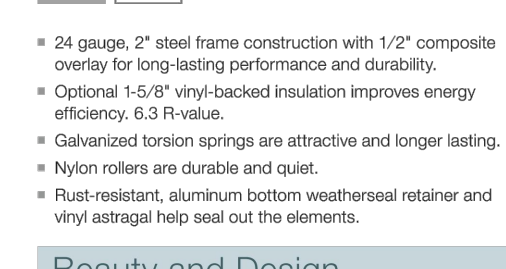 24 gauge, 2" steel frame construction with 1/2" composite
overlay for long-lasting performance and durability.
Optional 1-5/8" vinyl-backed insulation improves energy
efficiency. 6.3 R-value.
Galvanized torsion springs are attractive and longer lasting.
Nylon rollers are durable and quiet.
Rust-resistant, aluminum bottom weatherseal retainer and
vinyl astragal help seal out the elements.
Beauty and Design